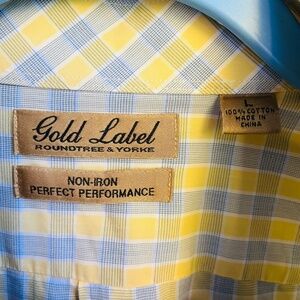 Gold Label
ROUNDTREE & YORKE
NON-IRON
PERFECT PERFORMANCE
L
100% COTTON
MADE IN
CHINA